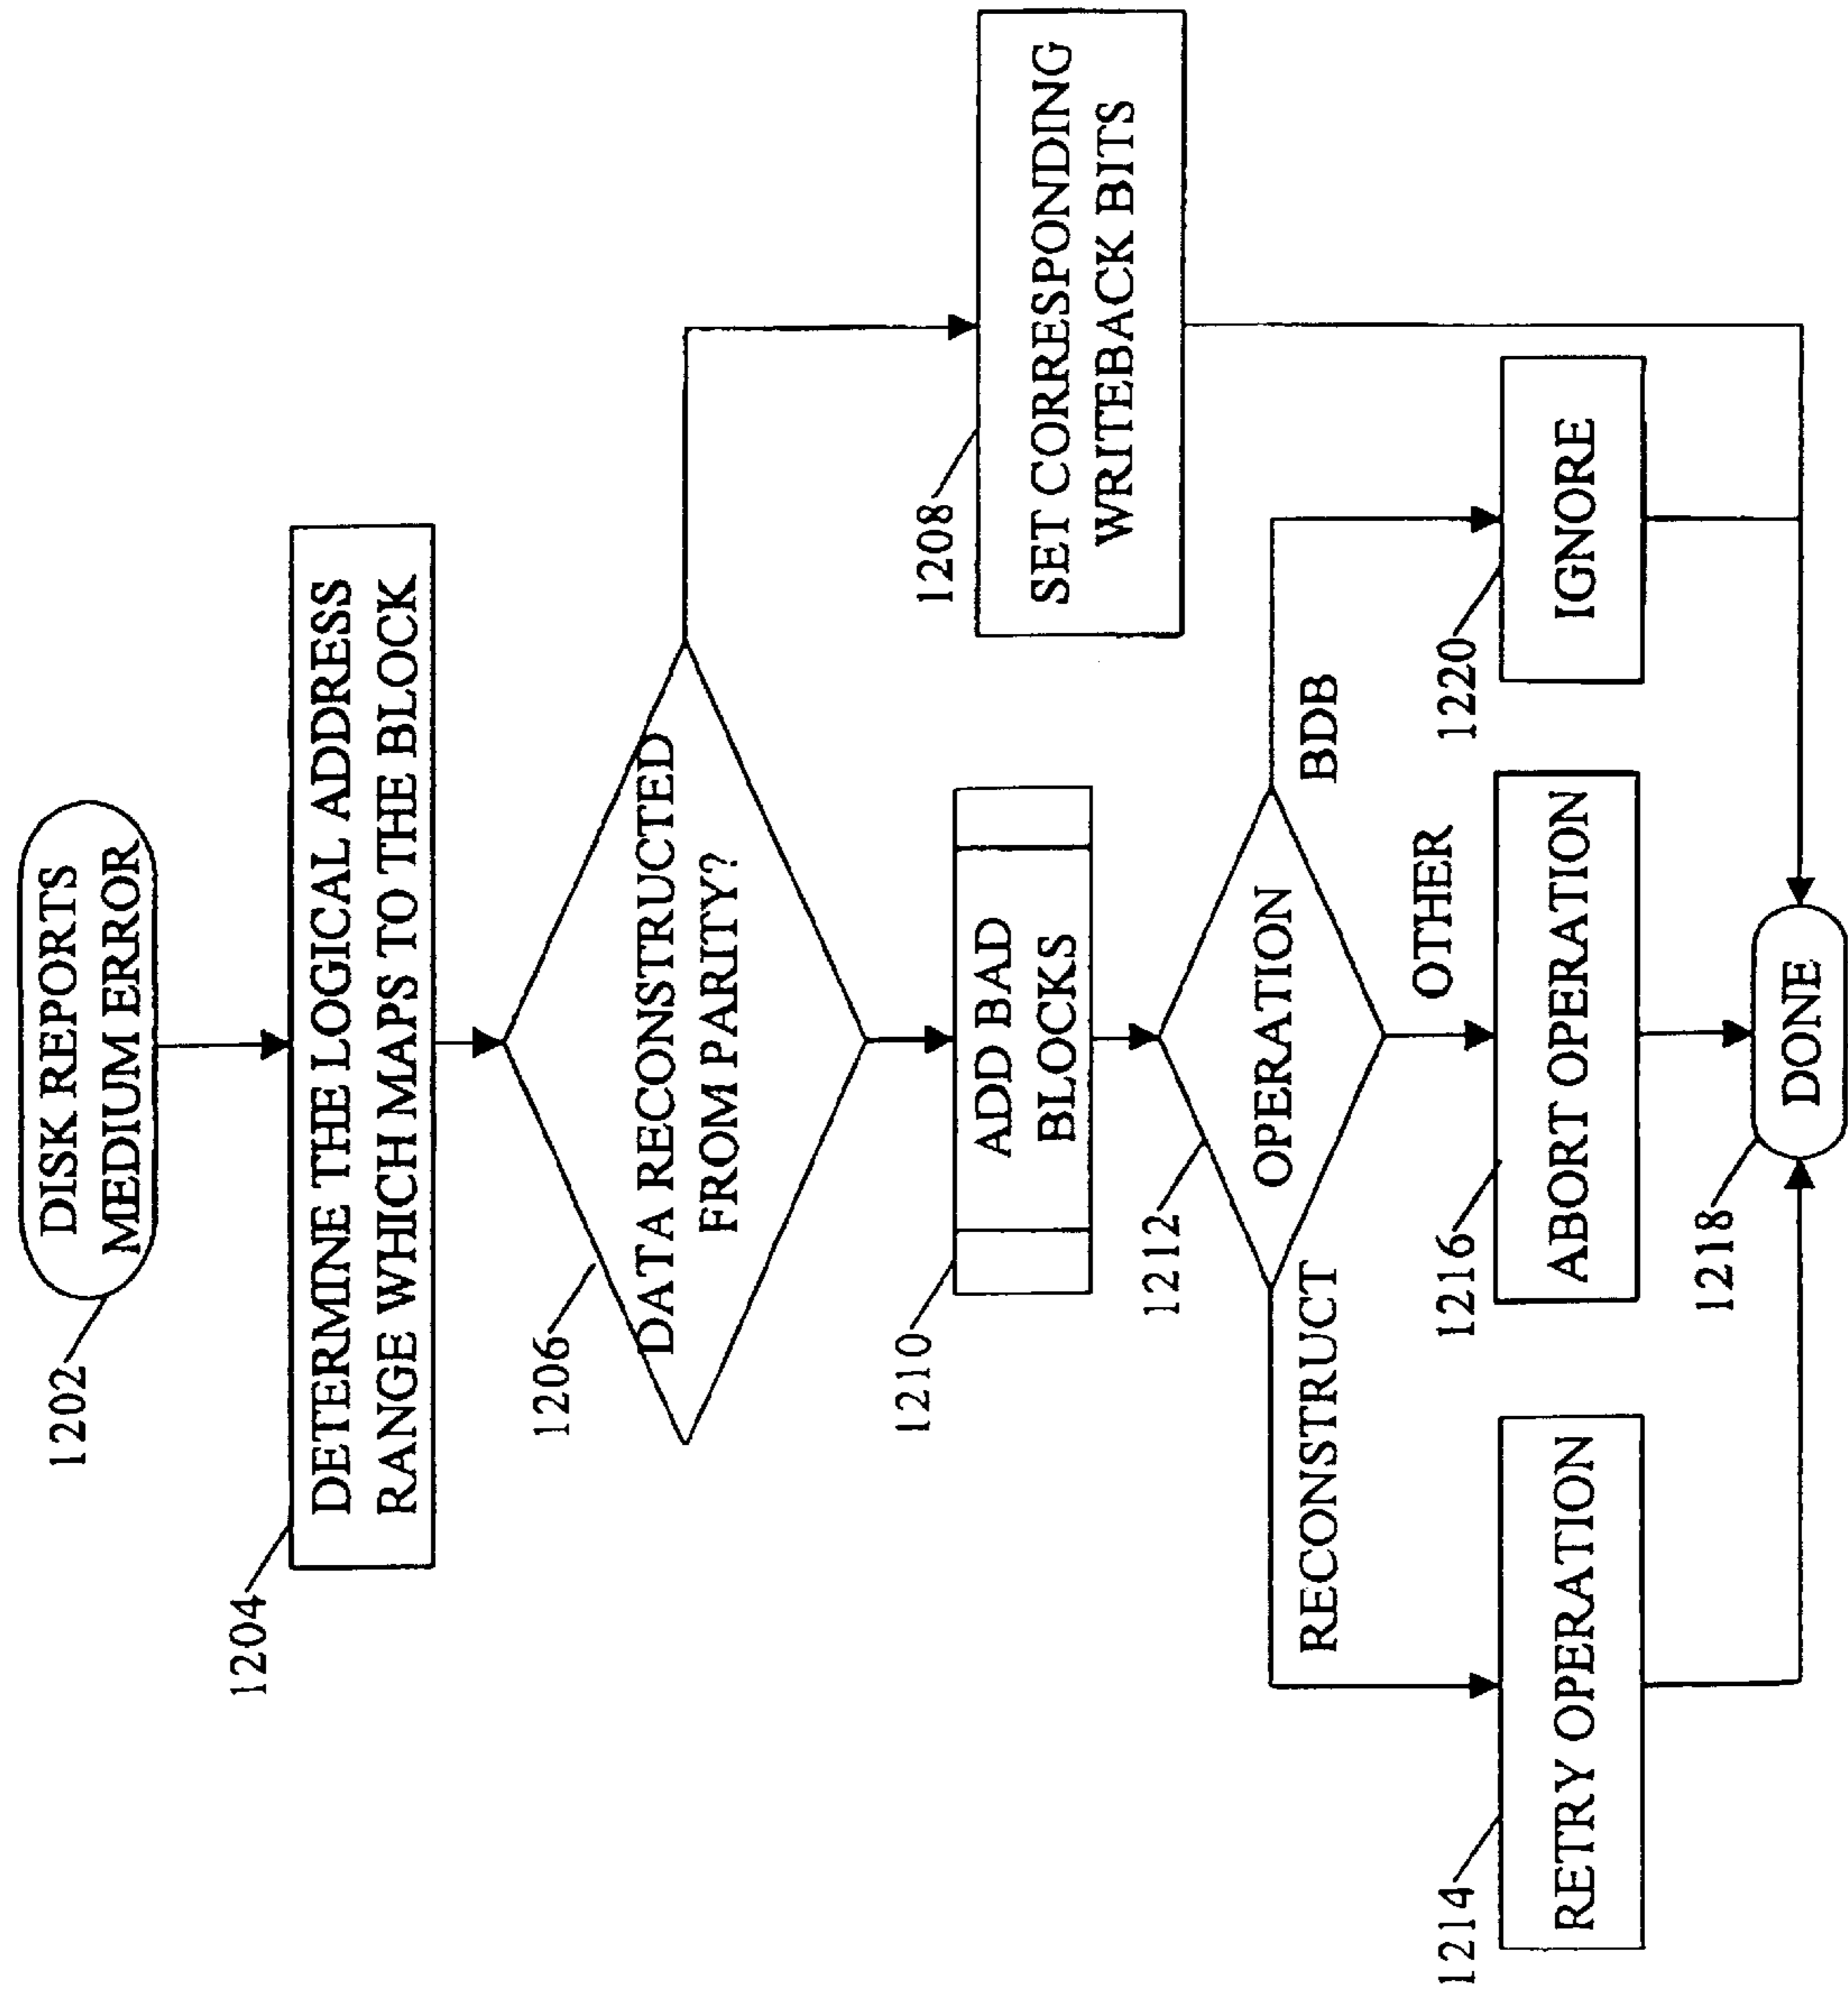 DISK REPORTS
MEDIUM ERROR
1202
1204
DETERMINE THE LOGICAL ADDRESS
RANGE WHICH MAPS TO THE BLOCK
1206
DATA RECONSTRUCTED
FROM PARITY?
1208
SET CORRESPONDING
WRITEBACK BITS
1210
ADD BAD
BLOCKS
1212
OPERATION
RECONSTRUCT
OTHER
BDB
1214
RETRY OPERATION
1216
ABORT OPERATION
1220
IGNORE
1218
DONE